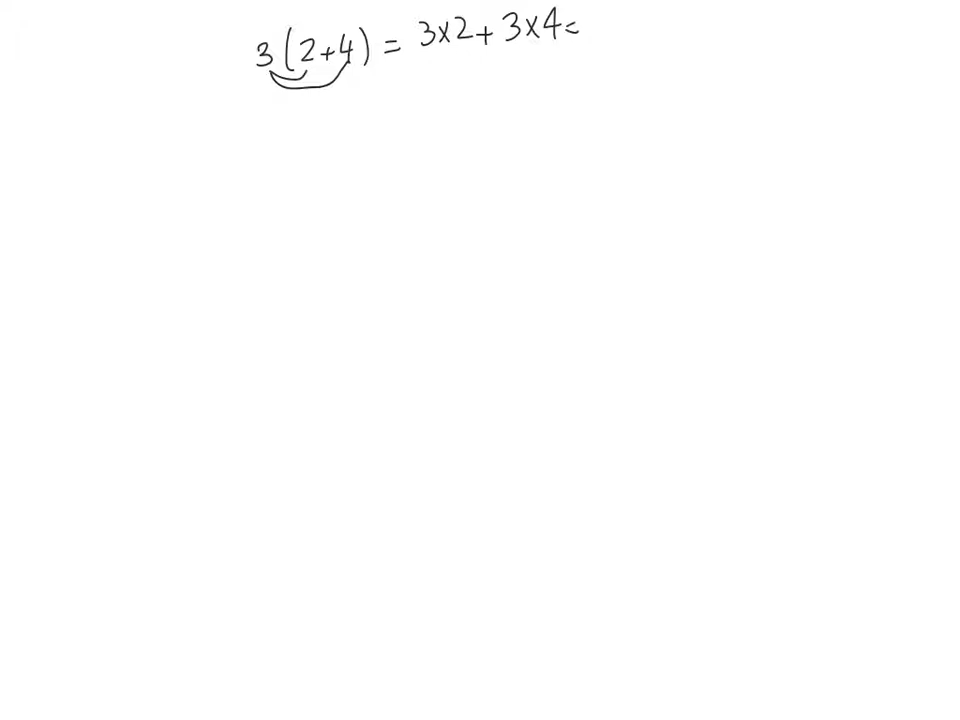 3(2+4) = 3x2 + 3x4=